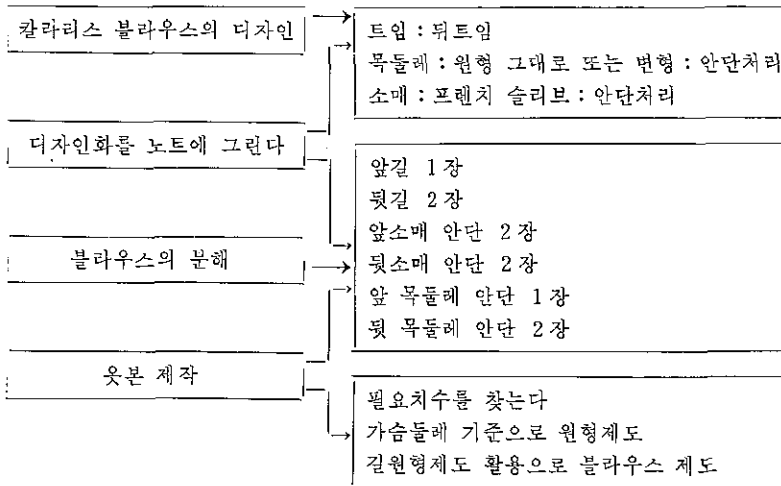 칼라리스 블라우스의 디자인
트임 : 뒤트임
목둘레 : 원형 그대로 또는 변형 : 안단처리
소매 : 프렌치 슬리브 : 안단처리
디자인화를 노트에 그린다
앞길 1장
뒷길 2장
앞소매 안단 2장
뒷소매 안단 2장
앞 목둘레 안단 1장
뒷 목둘레 안단 2장
블라우스의 분해
옷본 제작
필요치수를 찾는다
가슴둘레 기준으로 원형제도
길원형제도 활용으로 블라우스 제도